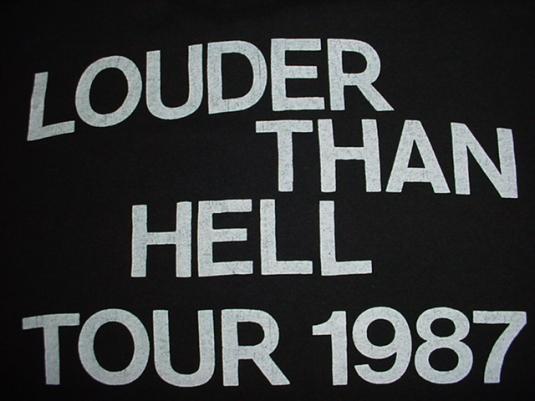 LOUDER
THAN
HELL
TOUR 1987